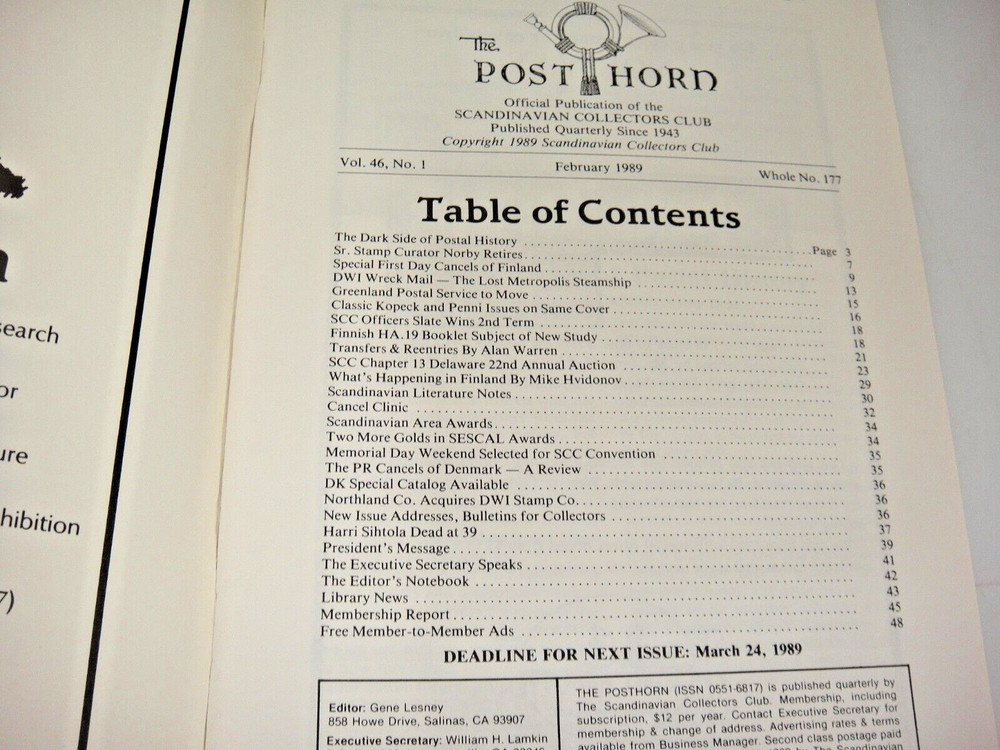 search
or
ure
hibition
7)
The
POST HORN
Official Publication of the
SCANDINAVIAN COLLECTORS CLUB
Published Quarterly Since 1943
Copyright 1989 Scandinavian Collectors Club
Vol. 46, No. 1 February 1989 Whole No. 177
Table of Contents
The Dark Side of Postal History ........ Page 3
Sr. Stamp Curator Norby Retires ........ 7
Special First Day Cancels of Finland ........ 9
DWI Wreck Mail — The Lost Metropolis Steamship ........ 13
Greenland Postal Service to Move ........ 15
Classic Kopeck and Penni Issues on Same Cover ........ 16
SCC Officers Slate Wins 2nd Term ........ 18
Finnish HA.19 Booklet Subject of New Study ........ 18
Transfers & Reentries By Alan Warren ........ 21
SCC Chapter 13 Delaware 22nd Annual Auction ........ 23
What's Happening in Finland By Mike Hvidonov ........ 29
Scandinavian Literature Notes ........ 30
Cancel Clinic ........ 32
Scandinavian Area Awards ........ 34
Two More Golds in SESCAL Awards ........ 34
Memorial Day Weekend Selected for SCC Convention ........ 35
The PR Cancels of Denmark — A Review ........ 35
DK Special Catalog Available ........ 36
Northland Co. Acquires DWI Stamp Co. ........ 36
New Issue Addresses, Bulletins for Collectors ........ 36
Harri Sihtola Dead at 39 ........ 37
President's Message ........ 39
The Executive Secretary Speaks ........ 41
The Editor's Notebook ........ 42
Library News ........ 43
Membership Report ........ 45
Free Member-to-Member Ads ........ 48
DEADLINE FOR NEXT ISSUE: March 24, 1989
Editor: Gene Lesney
858 Howe Drive, Salinas, CA 93907
Executive Secretary: William H. Lamkin
THE POSTHORN (ISSN 0551-6817) is published quarterly by
The Scandinavian Collectors Club. Membership, including
subscription, $12 per year. Contact Executive Secretary for
membership & change of address. Advertising rates & terms
available from Business Manager. Second class postage paid